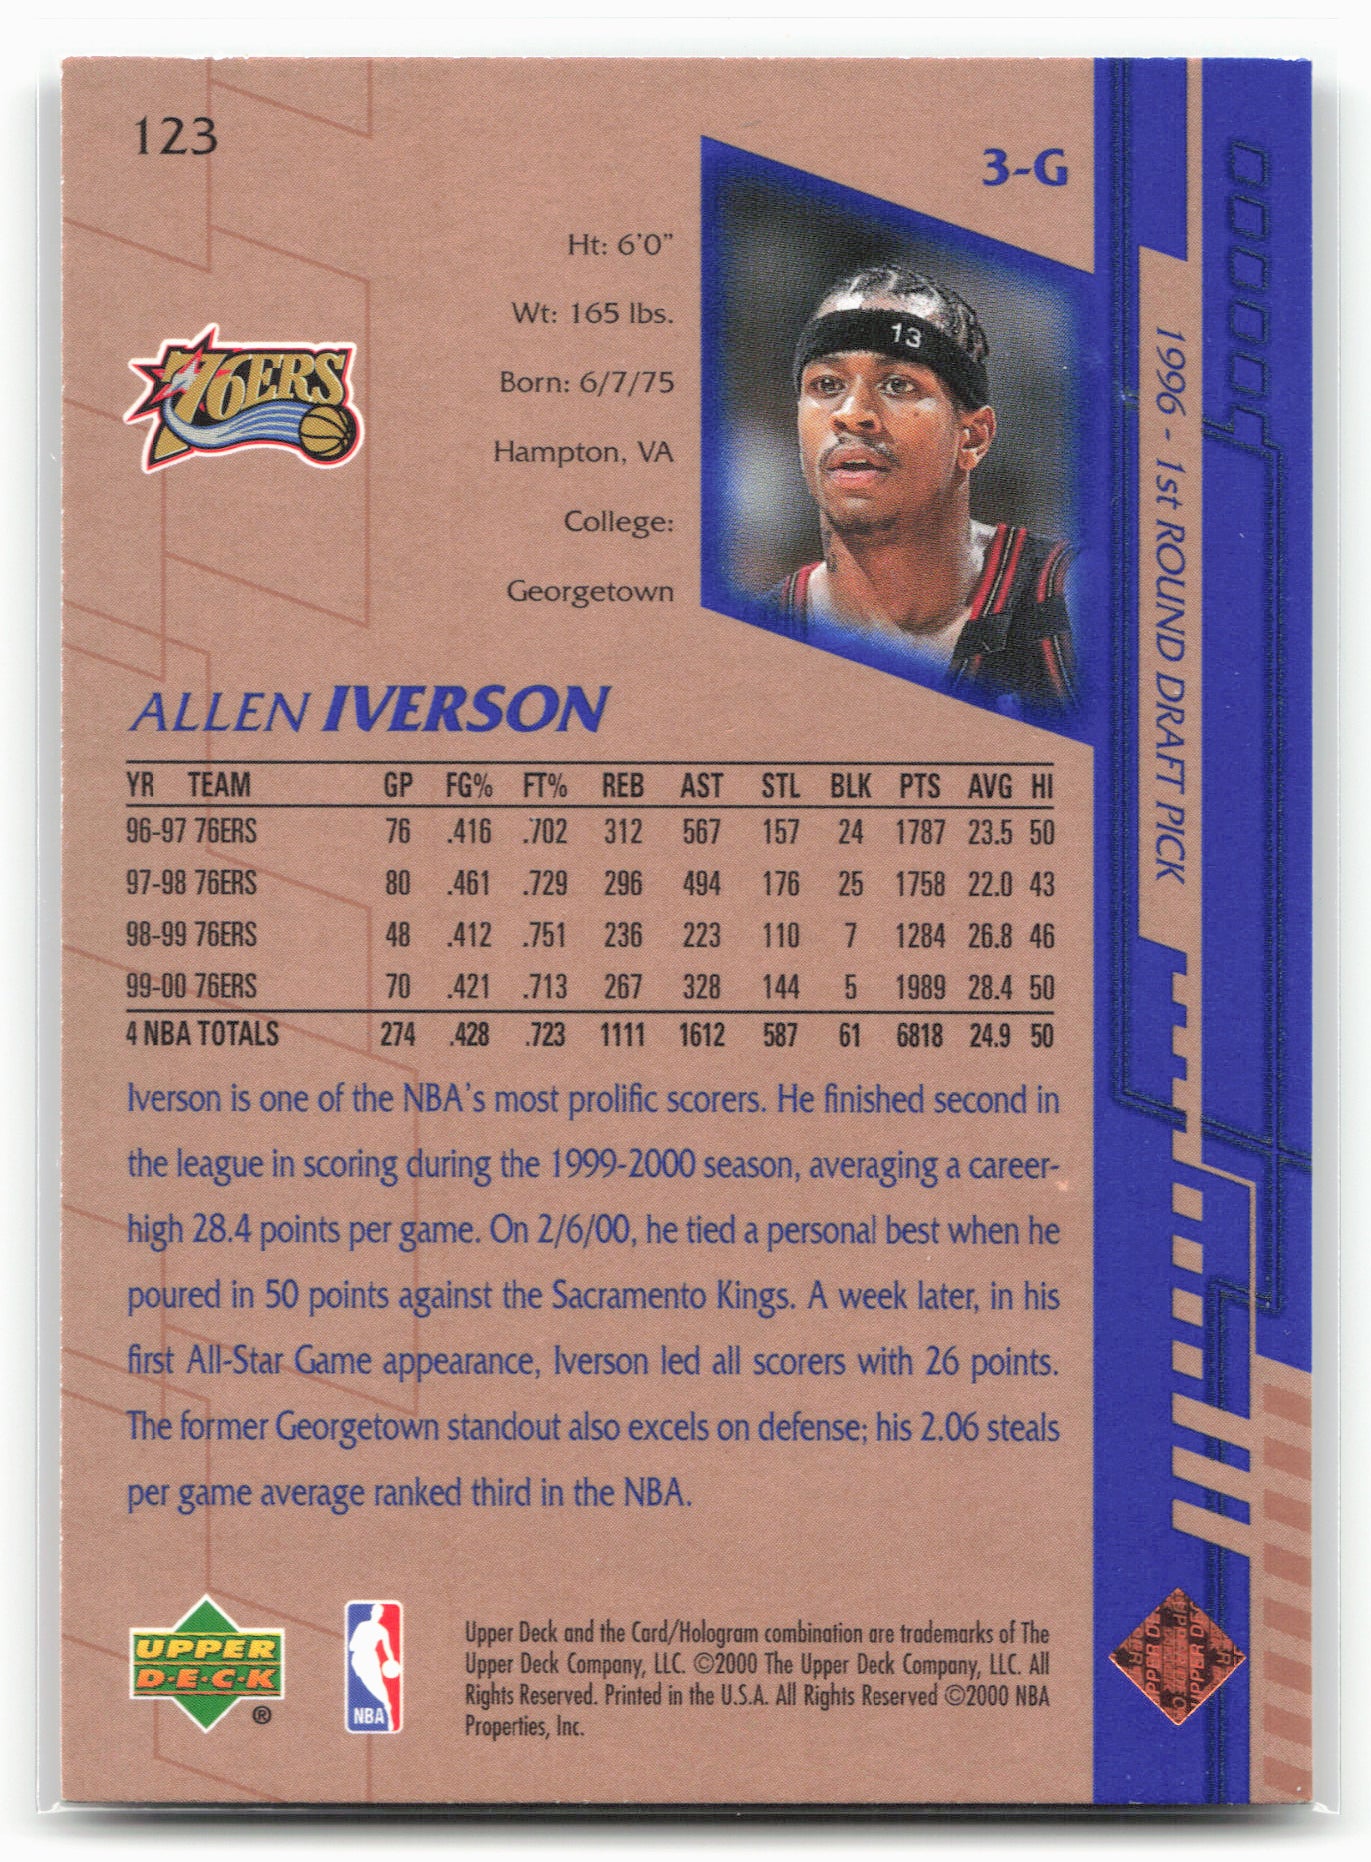 123
3-G
Ht: 6'0"
Wt: 165 lbs.
Born: 6/7/75
Hampton, VA
College:
Georgetown
76ERS
13
1996 - 1st ROUND DRAFT PICK
ALLEN IVERSON
YR TEAM GP FG% FT% REB AST STL BLK PTS AVG HI
96-97 76ERS 76 .416 .702 312 567 157 24 1787 23.5 50
97-98 76ERS 80 .461 .729 296 494 176 25 1758 22.0 43
98-99 76ERS 48 .412 .751 236 223 110 7 1284 26.8 46
99-00 76ERS 70 .421 .713 267 328 144 5 1989 28.4 50
4 NBA TOTALS 274 .428 .723 1111 1612 587 61 6818 24.9 50
Iverson is one of the NBA's most prolific scorers. He finished second in
the league in scoring during the 1999-2000 season, averaging a career-
high 28.4 points per game. On 2/6/00, he tied a personal best when he
poured in 50 points against the Sacramento Kings. A week later, in his
first All-Star Game appearance, Iverson led all scorers with 26 points.
The former Georgetown standout also excels on defense; his 2.06 steals
per game average ranked third in the NBA.
UPPER
D·E·C·K
®
NBA
Upper Deck and the Card/Hologram combination are trademarks of The
Upper Deck Company, LLC. ©2000 The Upper Deck Company, LLC. All
Rights Reserved. Printed in the U.S.A. All Rights Reserved ©2000 NBA
Properties, Inc.